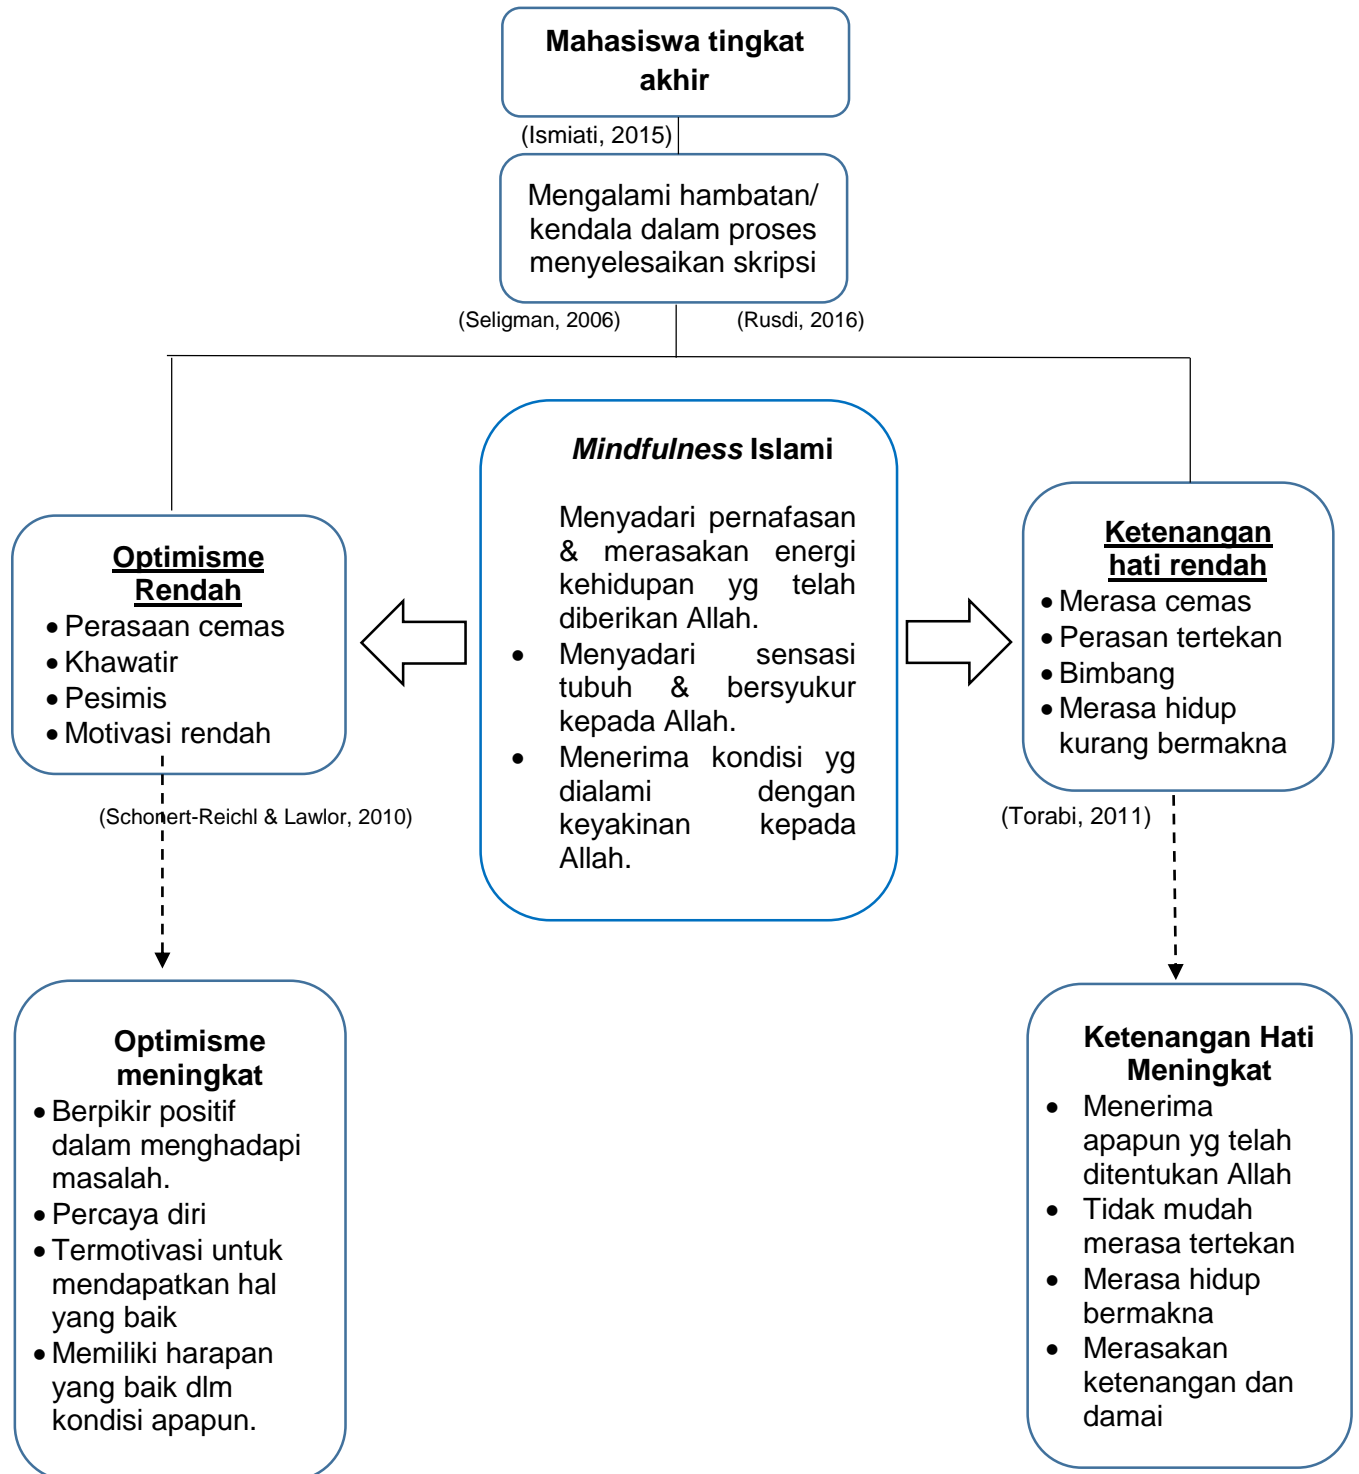 Mahasiswa tingkat
akhir
(Ismiati, 2015)
Mengalami hambatan/
kendala dalam proses
menyelesaikan skripsi
(Seligman, 2006)
(Rusdi, 2016)
Mindfulness Islami
Menyadari pernafasan
& merasakan energi
kehidupan yg telah
diberikan Allah.
• Menyadari sensasi
tubuh & bersyukur
kepada Allah.
• Menerima kondisi yg
dialami dengan
keyakinan kepada
Allah.
Optimisme
Rendah
• Perasaan cemas
• Khawatir
• Pesimis
• Motivasi rendah
Ketenangan
hati rendah
• Merasa cemas
• Perasan tertekan
• Bimbang
• Merasa hidup
kurang bermakna
(Schonert-Reichl & Lawlor, 2010)
(Torabi, 2011)
Optimisme
meningkat
• Berpikir positif
dalam menghadapi
masalah.
• Percaya diri
• Termotivasi untuk
mendapatkan hal
yang baik
• Memiliki harapan
yang baik dlm
kondisi apapun.
Ketenangan Hati
Meningkat
• Menerima
apapun yg telah
ditentukan Allah
• Tidak mudah
merasa tertekan
• Merasa hidup
bermakna
• Merasakan
ketenangan dan
damai